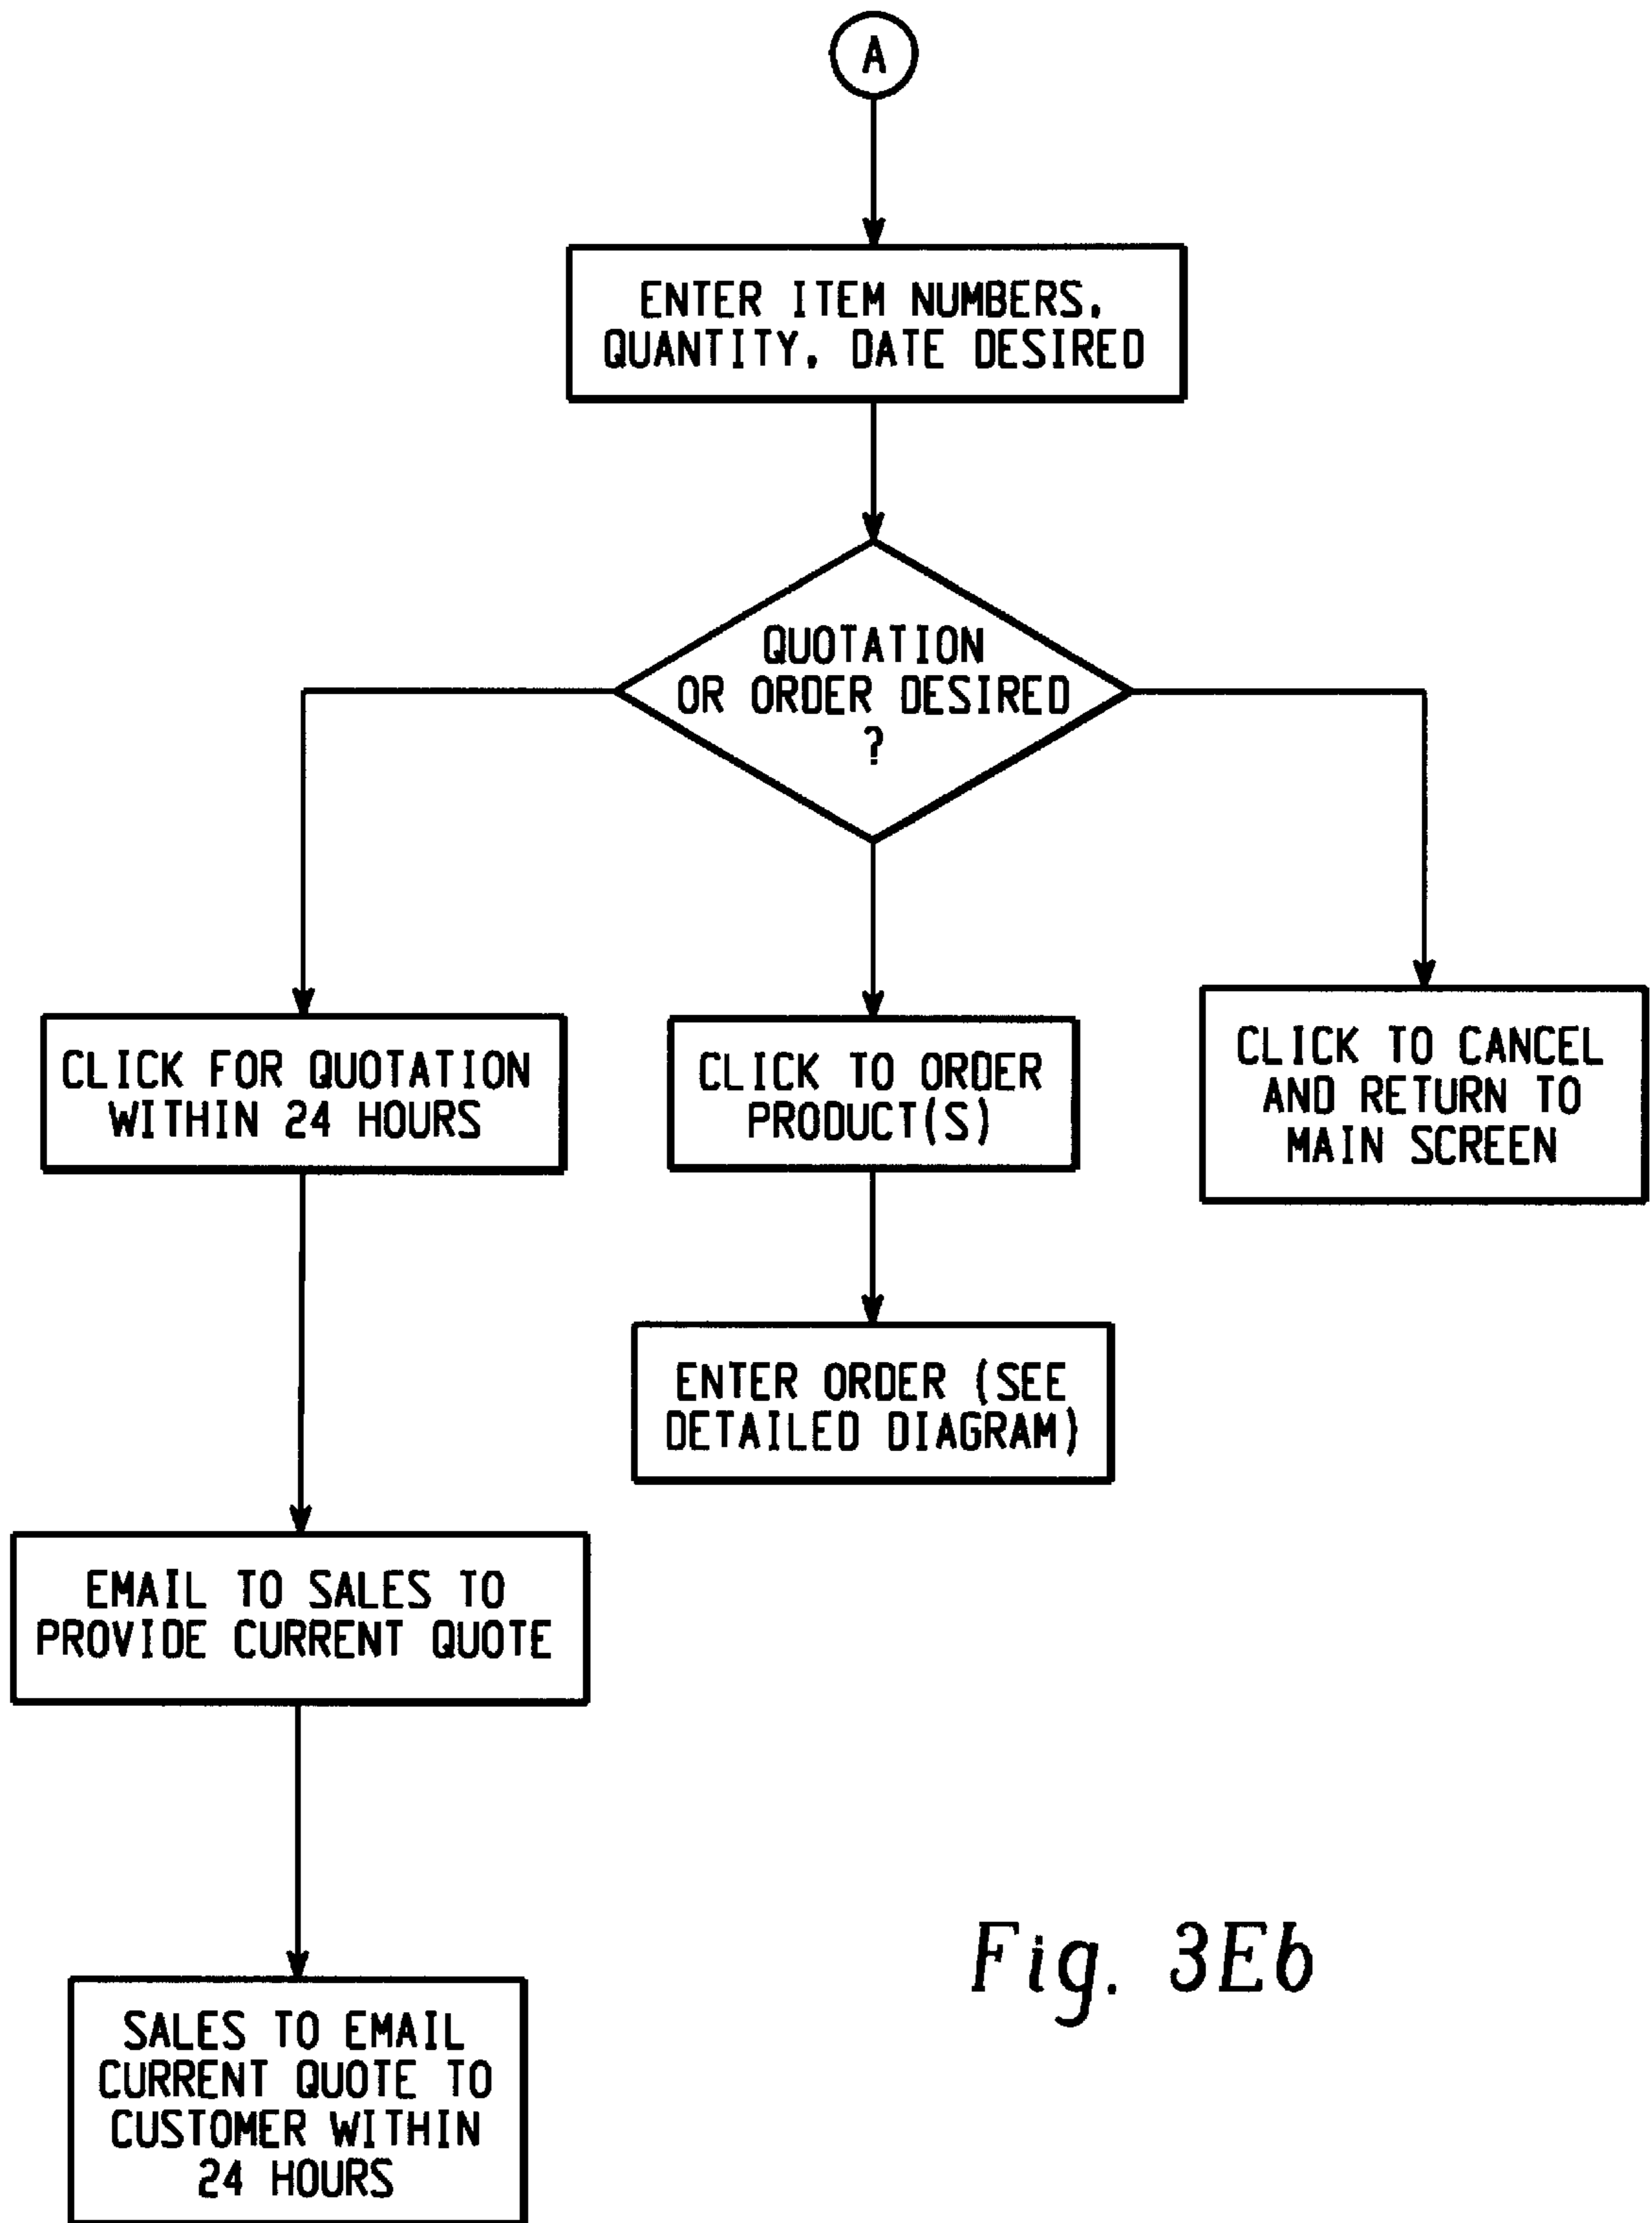 A
ENTER ITEM NUMBERS,
QUANTITY, DATE DESIRED
QUOTATION
OR ORDER DESIRED
?
CLICK FOR QUOTATION
WITHIN 24 HOURS
CLICK TO ORDER
PRODUCT(S)
CLICK TO CANCEL
AND RETURN TO
MAIN SCREEN
ENTER ORDER (SEE
DETAILED DIAGRAM)
EMAIL TO SALES TO
PROVIDE CURRENT QUOTE
SALES TO EMAIL
CURRENT QUOTE TO
CUSTOMER WITHIN
24 HOURS
Fig. 3Eb